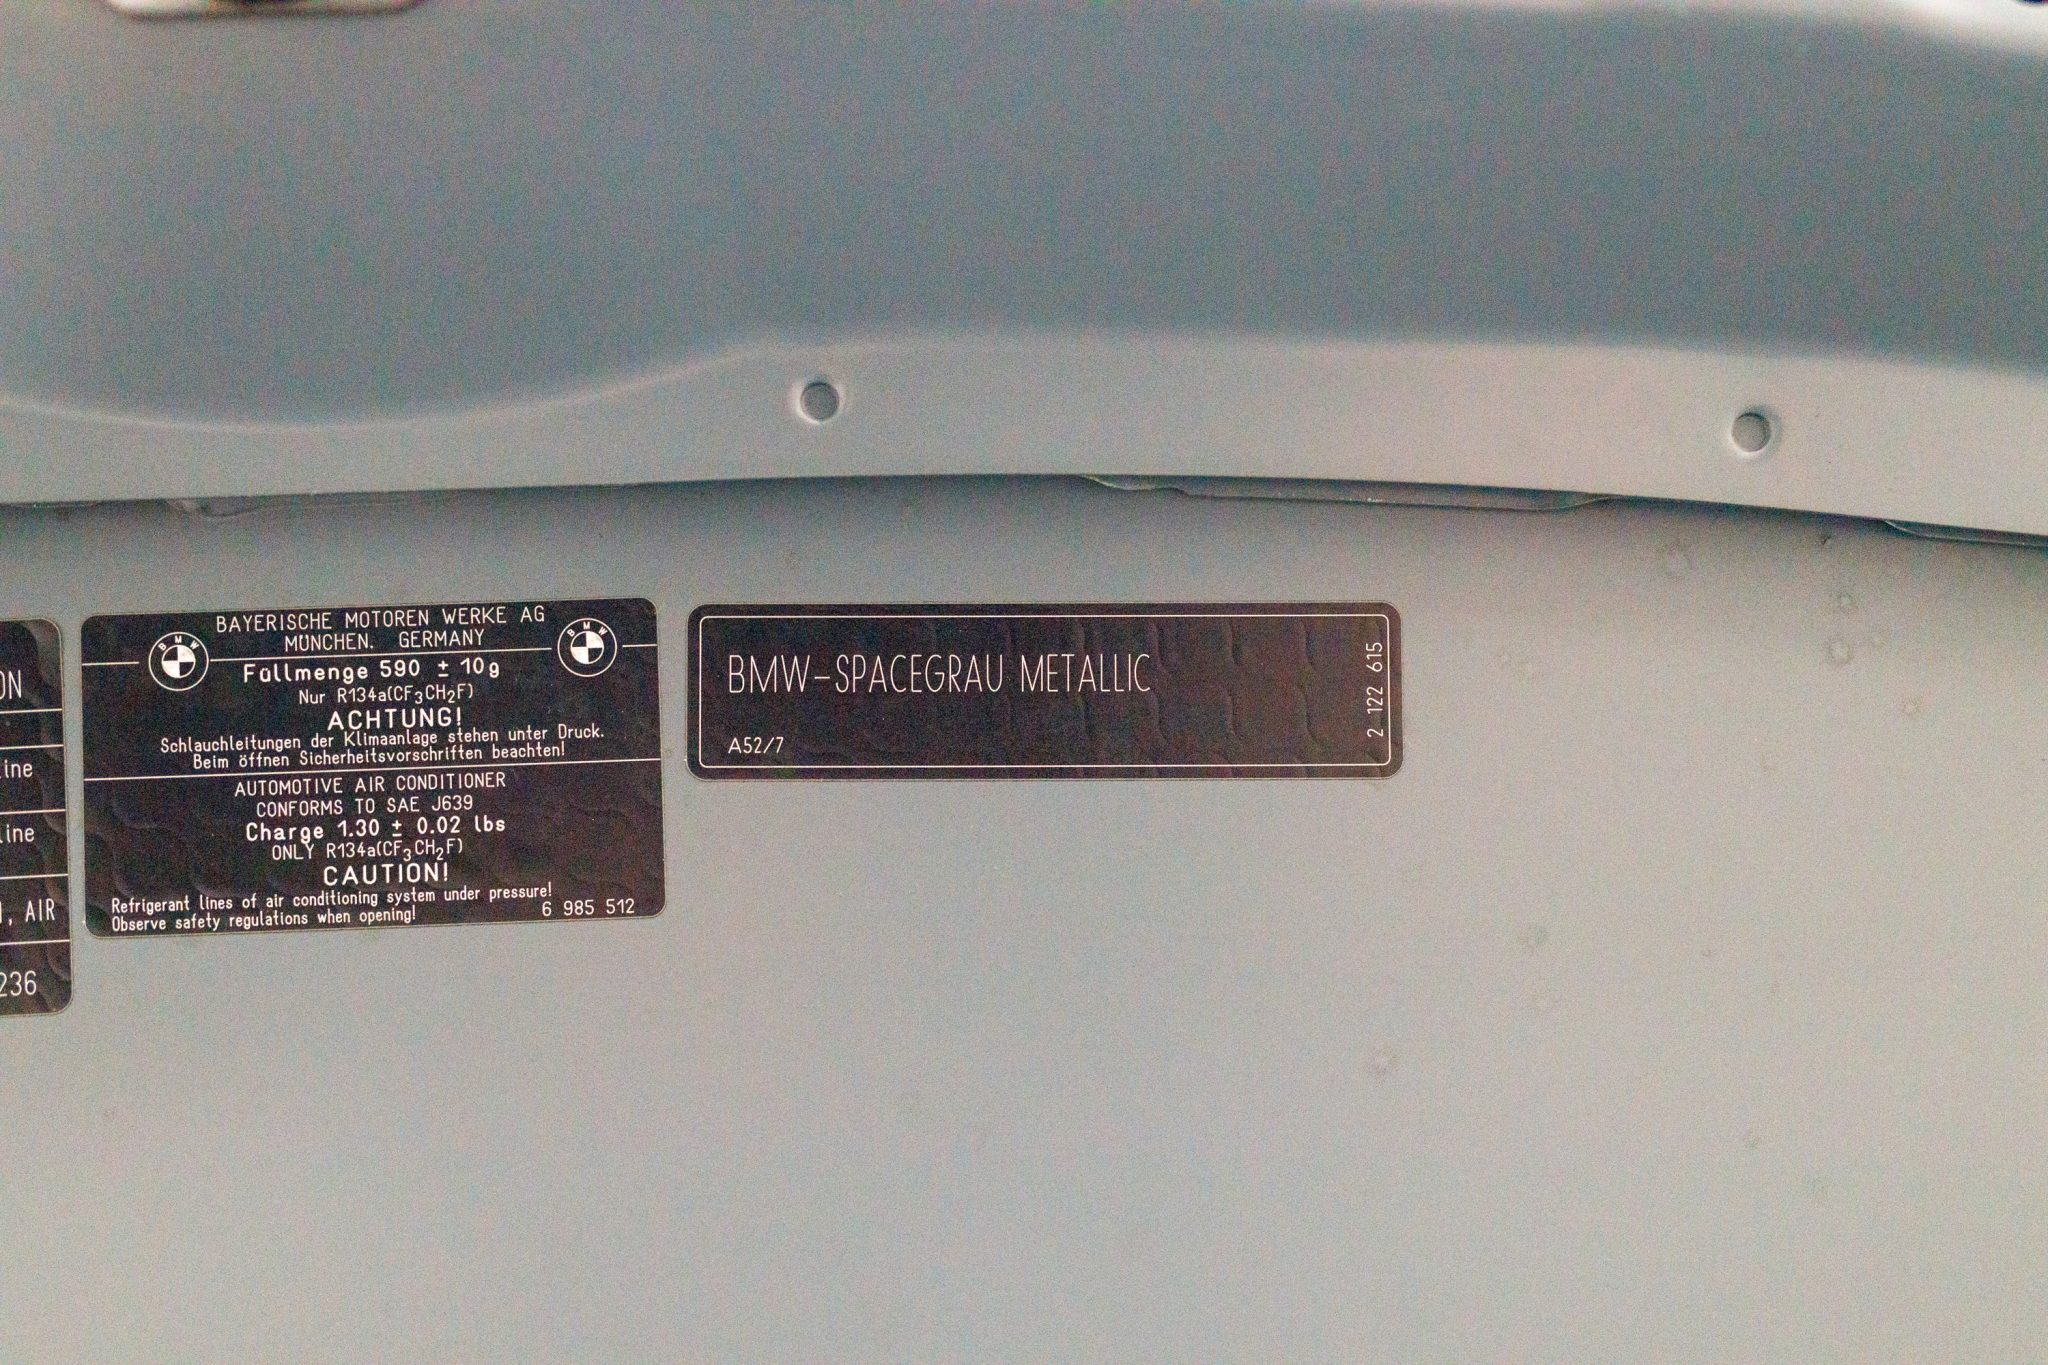 ON
line
line
, AIR
236
BMW
BAYERISCHE MOTOREN WERKE AG
MÜNCHEN. GERMANY
BMW
Füllmenge 590 ± 10g
Nur R134a(CF3CH2F)
ACHTUNG!
Schlauchleitungen der Klimaanlage stehen unter Druck.
Beim öffnen Sicherheitsvorschriften beachten!
AUTOMOTIVE AIR CONDITIONER
CONFORMS TO SAE J639
Charge 1.30 ± 0.02 lbs
ONLY R134a(CF3CH2F)
CAUTION!
Refrigerant lines of air conditioning system under pressure!
Observe safety regulations when opening!
6 985 512
BMW-SPACEGRAU METALLIC
A52/7
2 122 615